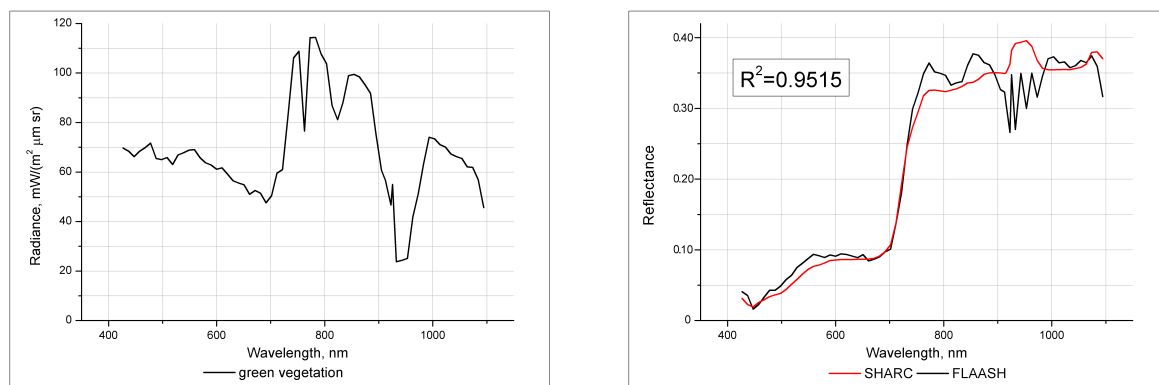 120
100
80
60
40
20
0
Radiance, mW/(m² μm sr)
400 600 800 1000
Wavelength, nm
green vegetation
0.40
0.30
0.20
0.10
0
Reflectance
R²=0.9515
400 600 800 1000
Wavelength, nm
SHARC FLAASH